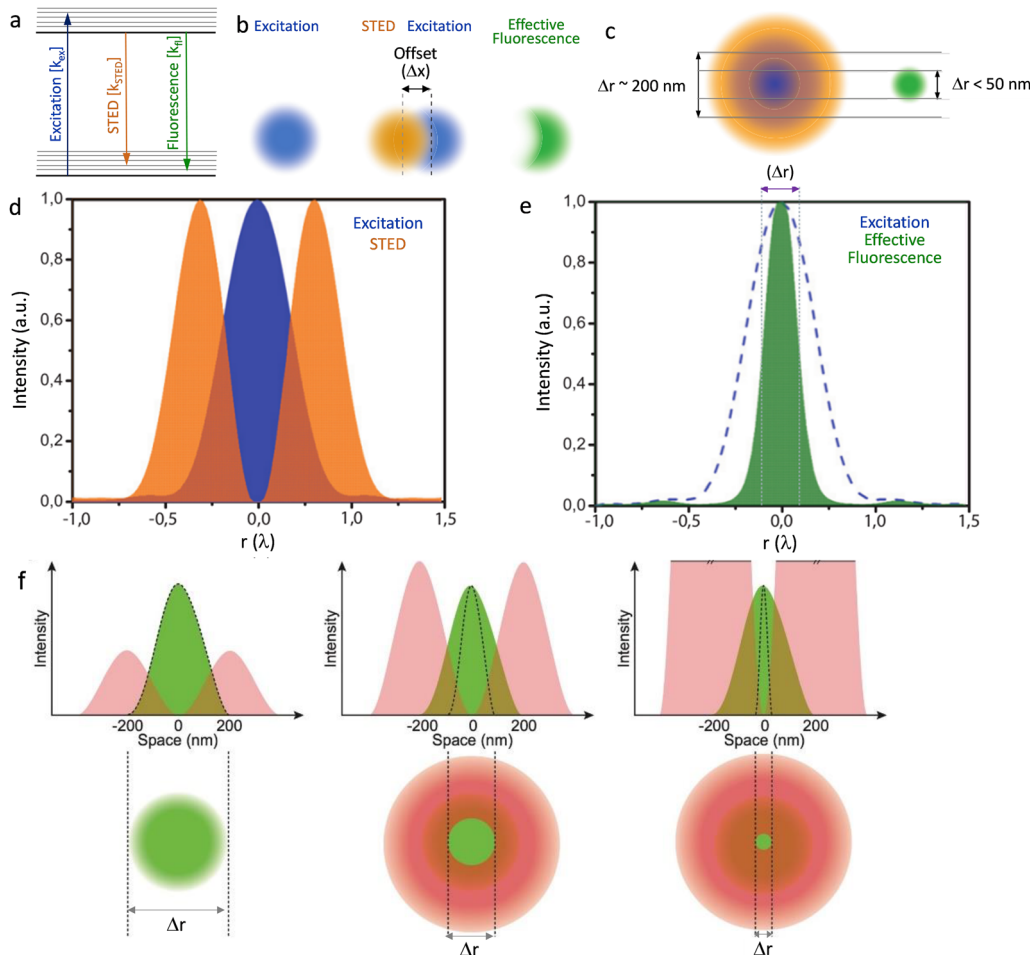 a
Excitation [kex]
STED [kSTED]
Fluorescence [kfl]
b
Excitation
STED Excitation
Offset
(Δx)
Effective
Fluorescence
c
Δr ~ 200 nm
Δr < 50 nm
d
Excitation
STED
Intensity (a.u.)
1,0
0,8
0,6
0,4
0,2
0,0
-1,0 -0,5 0,0 1,0 1,5
r (λ)
(Δr)
e
Excitation
Effective
Fluorescence
Intensity (a.u.)
1,0
0,8
0,6
0,4
0,2
0,0
-1,0 -0,5 0,0 1,0 1,5
r (λ)
f
Intensity
-200 0 200
Space (nm)
Δr
Intensity
-200 0 200
Space (nm)
Δr
Intensity
-200 0 200
Space (nm)
Δr